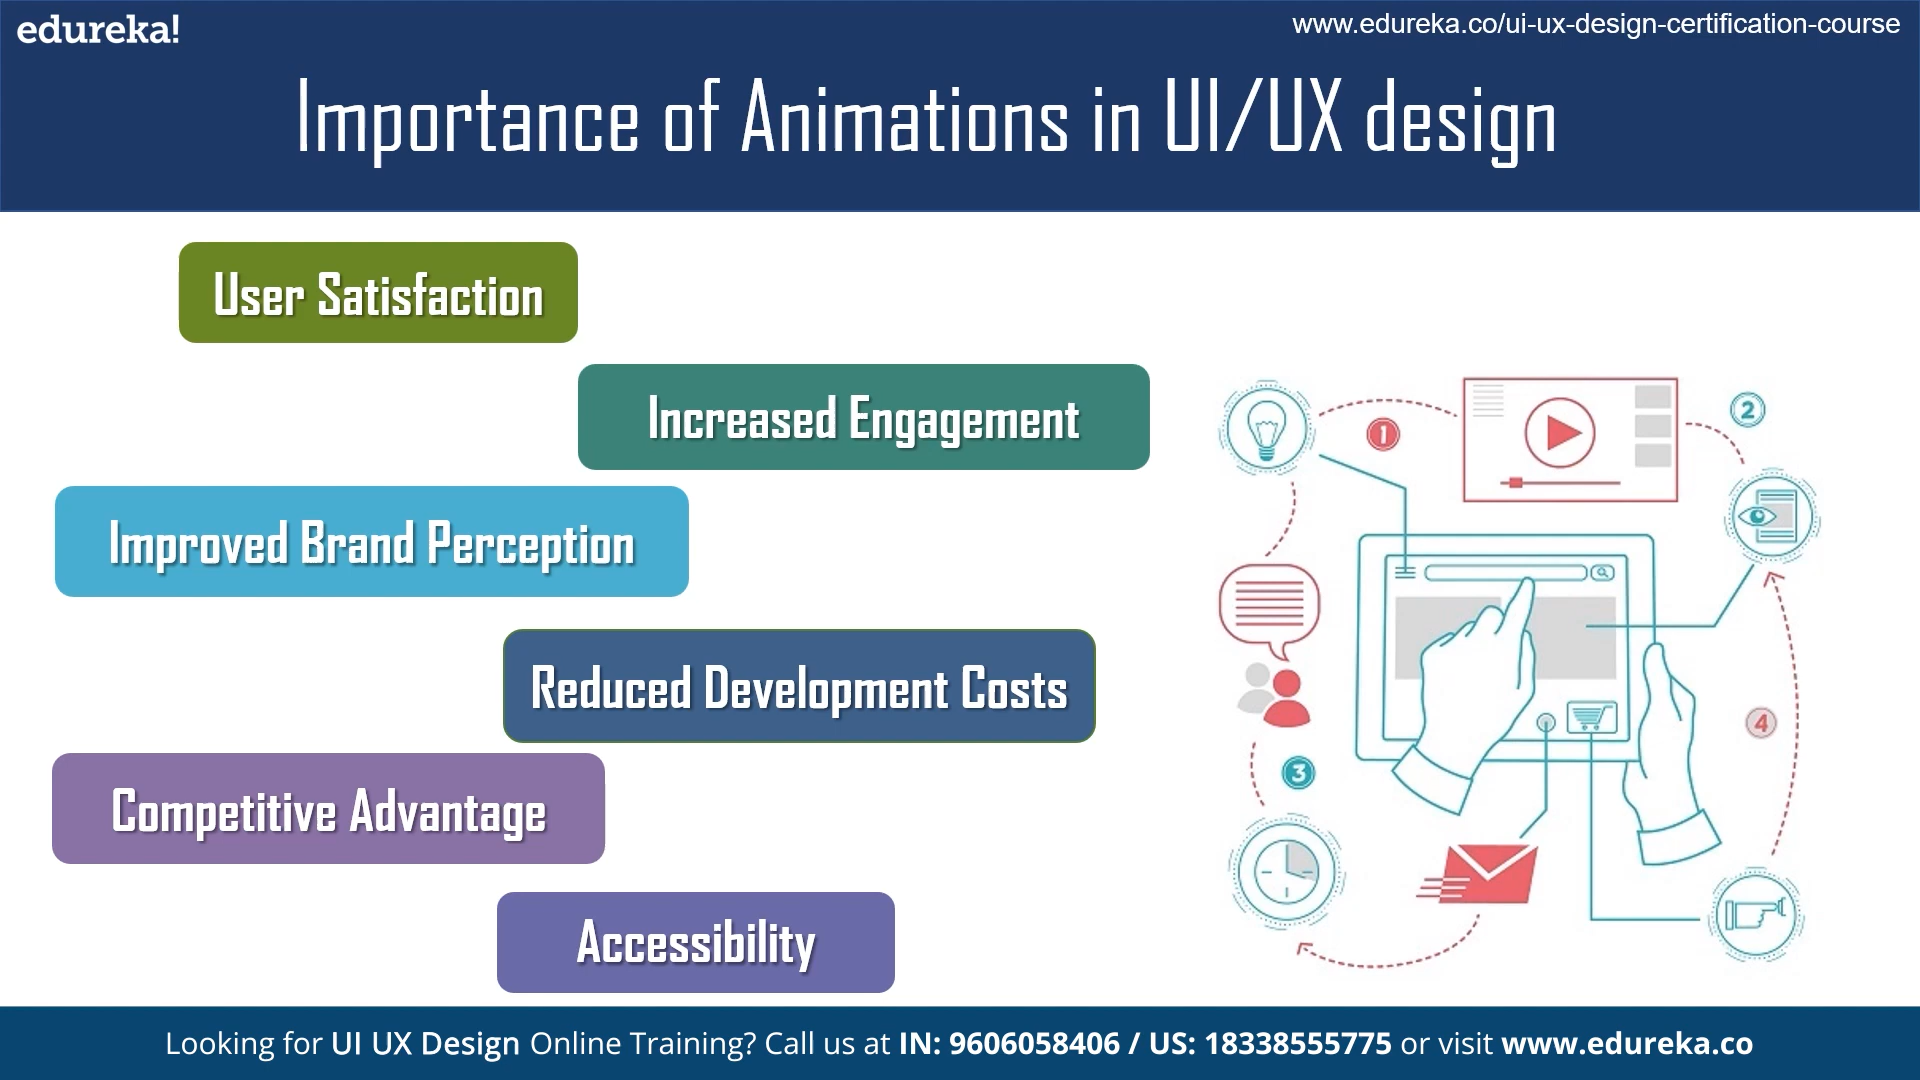 edureka!
www.edureka.co/ui-ux-design-certification-course
Importance of Animations in UI/UX design
User Satisfaction
Increased Engagement
Improved Brand Perception
Reduced Development Costs
Competitive Advantage
Accessibility
1
2
3
4
Looking for UI UX Design Online Training? Call us at IN: 9606058406 / US: 18338555775 or visit www.edureka.co